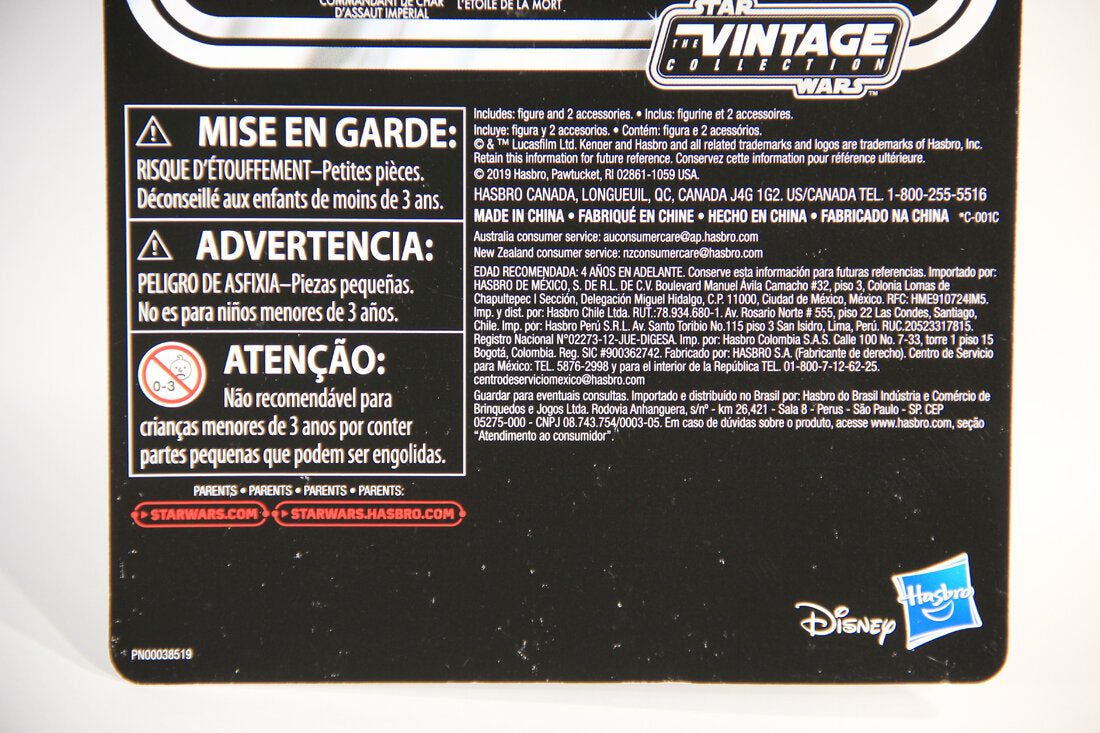 COMMANDANT DE CHAR
D'ASSAUT IMPÉRIAL
L'ÉTOILE DE LA MORT
STAR
THE VINTAGE
COLLECTION
WARS™
MISE EN GARDE:
RISQUE D'ÉTOUFFEMENT–Petites pièces.
Déconseillé aux enfants de moins de 3 ans.
ADVERTENCIA:
PELIGRO DE ASFIXIA–Piezas pequeñas.
No es para niños menores de 3 años.
0-3
ATENÇÃO:
Não recomendável para
crianças menores de 3 anos por conter
partes pequenas que podem ser engolidas.
PARENTS • PARENTS • PARENTS • PARENTS:
STARWARS.COM
STARWARS.HASBRO.COM
Includes: figure and 2 accessories. • Inclus: figurine et 2 accessoires.
Incluye: figura y 2 accesorios. • Contém: figura e 2 acessórios.
© & ™ Lucasfilm Ltd. Kenner and Hasbro and all related trademarks and logos are trademarks of Hasbro, Inc.
Retain this information for future reference. Conservez cette information pour référence ultérieure.
© 2019 Hasbro, Pawtucket, RI 02861-1059 USA.
HASBRO CANADA, LONGUEUIL, QC, CANADA J4G 1G2. US/CANADA TEL. 1-800-255-5516
MADE IN CHINA • FABRIQUÉ EN CHINE • HECHO EN CHINA • FABRICADO NA CHINA *C-001C
Australia consumer service: auconsumercare@ap.hasbro.com
New Zealand consumer service: nzconsumercare@hasbro.com
EDAD RECOMENDADA: 4 AÑOS EN ADELANTE. Conserve esta información para futuras referencias. Importado por:
HASBRO DE MÉXICO, S. DE R.L. DE C.V. Boulevard Manuel Ávila Camacho #32, piso 3, Colonia Lomas de
Chapultepec I Sección, Delegación Miguel Hidalgo, C.P. 11000, Ciudad de México, México. RFC: HME910724IM5.
Imp. y dist. por: Hasbro Chile Ltda. RUT.:78.934.680-1. Av. Rosario Norte # 555, piso 22 Las Condes, Santiago,
Chile. Imp. por: Hasbro Perú S.R.L. Av. Santo Toribio No.115 piso 3 San Isidro, Lima, Perú. RUC.20523317815.
Registro Nacional N°02273-12-JUE-DIGESA. Imp. por: Hasbro Colombia S.A.S. Calle 100 No. 7-33, torre 1 piso 15
Bogotá, Colombia. Reg. SIC #900362742. Fabricado por: HASBRO S.A. (Fabricante de derecho). Centro de Servicio
para México: TEL. 5876-2998 y para el interior de la República TEL. 01-800-7-12-62-25.
centrodeserviciomexico@hasbro.com
Guardar para eventuais consultas. Importado e distribuído no Brasil por: Hasbro do Brasil Indústria e Comércio de
Brinquedos e Jogos Ltda. Rodovia Anhanguera, s/nº - km 26,421 - Sala 8 - Perus - São Paulo - SP. CEP
05275-000 - CNPJ 08.743.754/0003-05. Em caso de dúvidas sobre o produto, acesse www.hasbro.com, seção
"Atendimento ao consumidor".
Disney
Hasbro
PN00038519